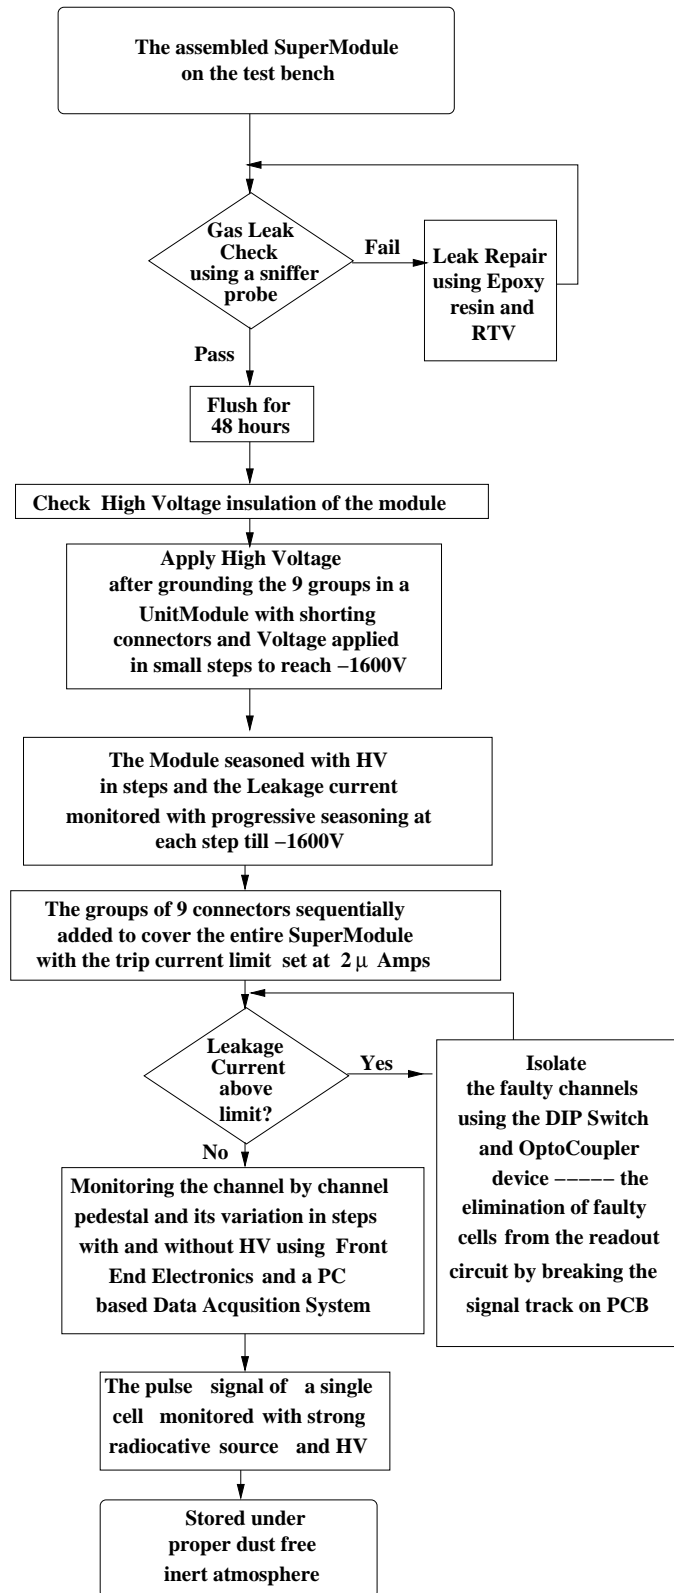 The assembled SuperModule
on the test bench
Gas Leak
Check
using a sniffer
probe
Fail
Leak Repair
using Epoxy
resin and
RTV
Pass
Flush for
48 hours
Check High Voltage insulation of the module
Apply High Voltage
after grounding the 9 groups in a
UnitModule with shorting
connectors and Voltage applied
in small steps to reach −1600V
The Module seasoned with HV
in steps and the Leakage current
monitored with progressive seasoning at
each step till −1600V
The groups of 9 connectors sequentially
added to cover the entire SuperModule
with the trip current limit set at 2 μ Amps
Leakage
Current
above
limit?
Yes
Isolate
the faulty channels
using the DIP Switch
and OptoCoupler
device −−−−− the
elimination of faulty
cells from the readout
circuit by breaking the
signal track on PCB
No
Monitoring the channel by channel
pedestal and its variation in steps
with and without HV using Front
End Electronics and a PC
based Data Acqusition System
The pulse signal of a single
cell monitored with strong
radiocative source and HV
Stored under
proper dust free
inert atmosphere